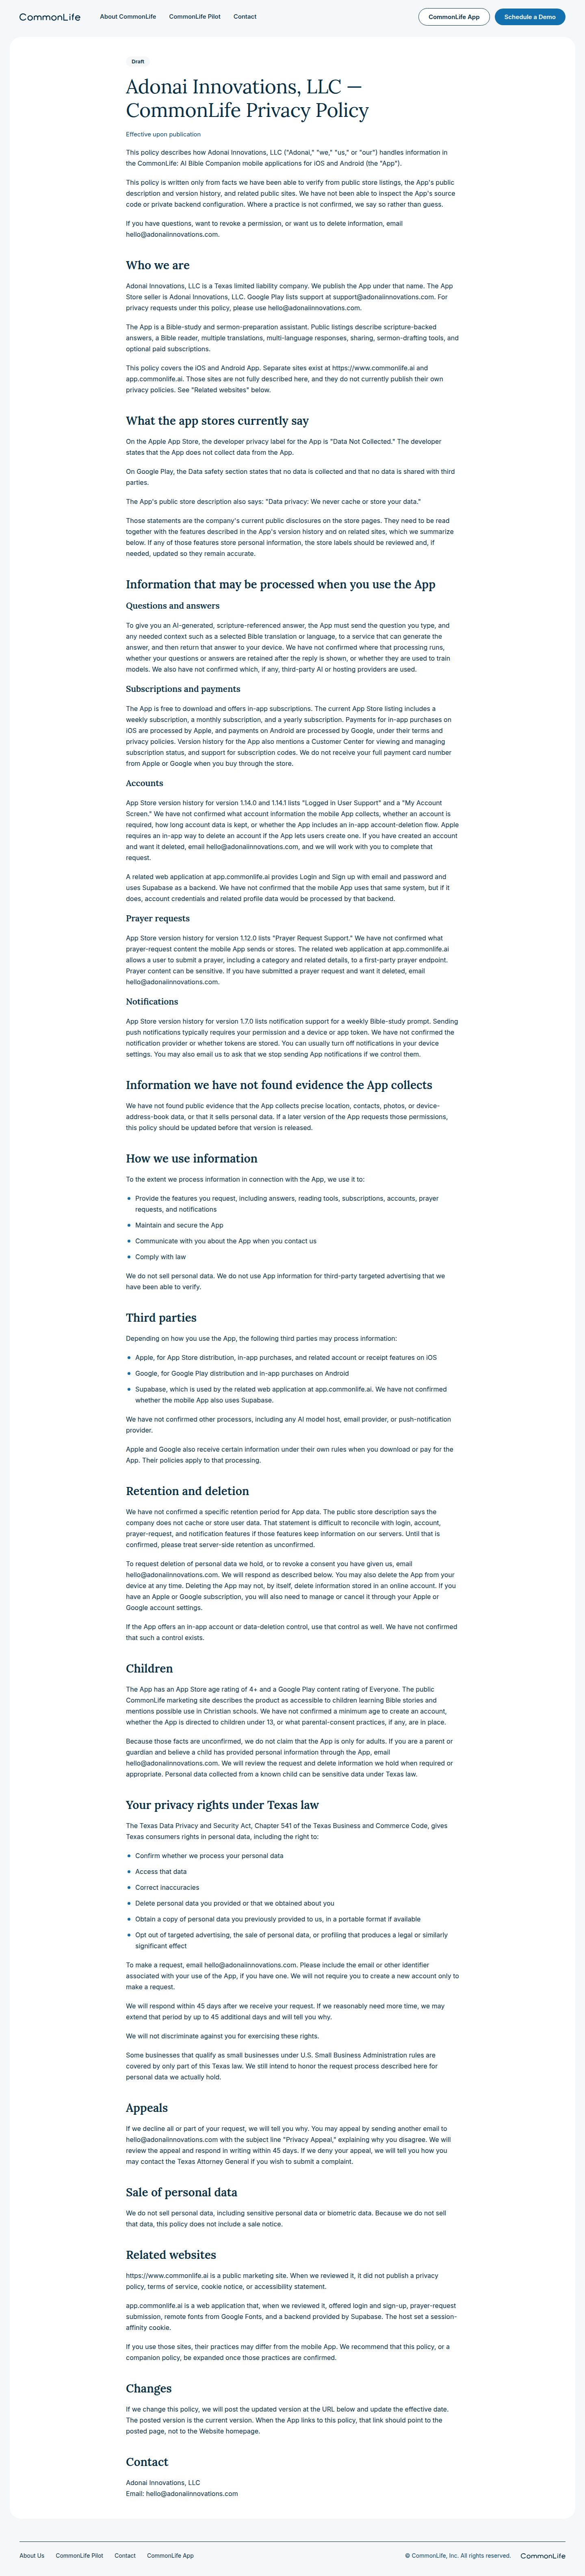 CommonLife
About CommonLife
CommonLife Pilot
Contact
CommonLife App
Schedule a Demo
Draft
Adonai Innovations, LLC —
CommonLife Privacy Policy
Effective upon publication
This policy describes how Adonai Innovations, LLC ("Adonai," "we," "us," or "our") handles information in
the CommonLife: AI Bible Companion mobile applications for iOS and Android (the "App").
This policy is written only from facts we have been able to verify from public store listings, the App's public
description and version history, and related public sites. We have not been able to inspect the App's source
code or private backend configuration. Where a practice is not confirmed, we say so rather than guess.
If you have questions, want to revoke a permission, or want us to delete information, email
hello@adonaiinnovations.com.
Who we are
Adonai Innovations, LLC is a Texas limited liability company. We publish the App under that name. The App
Store seller is Adonai Innovations, LLC. Google Play lists support at support@adonaiinnovations.com. For
privacy requests under this policy, please use hello@adonaiinnovations.com.
The App is a Bible-study and sermon-preparation assistant. Public listings describe scripture-backed
answers, a Bible reader, multiple translations, multi-language responses, sharing, sermon-drafting tools, and
optional paid subscriptions.
This policy covers the iOS and Android App. Separate sites exist at https://www.commonlife.ai and
app.commonlife.ai. Those sites are not fully described here, and they do not currently publish their own
privacy policies. See "Related websites" below.
What the app stores currently say
On the Apple App Store, the developer privacy label for the App is "Data Not Collected." The developer
states that the App does not collect data from the App.
On Google Play, the Data safety section states that no data is collected and that no data is shared with third
parties.
The App's public store description also says: "Data privacy: We never cache or store your data."
Those statements are the company's current public disclosures on the store pages. They need to be read
together with the features described in the App's version history and on related sites, which we summarize
below. If any of those features store personal information, the store labels should be reviewed and, if
needed, updated so they remain accurate.
Information that may be processed when you use the App
Questions and answers
To give you an AI-generated, scripture-referenced answer, the App must send the question you type, and
any needed context such as a selected Bible translation or language, to a service that can generate the
answer, and then return that answer to your device. We have not confirmed where that processing runs,
whether your questions or answers are retained after the reply is shown, or whether they are used to train
models. We also have not confirmed which, if any, third-party AI or hosting providers are used.
Subscriptions and payments
The App is free to download and offers in-app subscriptions. The current App Store listing includes a
weekly subscription, a monthly subscription, and a yearly subscription. Payments for in-app purchases on
iOS are processed by Apple, and payments on Android are processed by Google, under their terms and
privacy policies. Version history for the App also mentions a Customer Center for viewing and managing
subscription status, and support for subscription codes. We do not receive your full payment card number
from Apple or Google when you buy through the store.
Accounts
App Store version history for version 1.14.0 and 1.14.1 lists "Logged in User Support" and a "My Account
Screen." We have not confirmed what account information the mobile App collects, whether an account is
required, how long account data is kept, or whether the App includes an in-app account-deletion flow. Apple
requires an in-app way to delete an account if the App lets users create one. If you have created an account
and want it deleted, email hello@adonaiinnovations.com, and we will work with you to complete that
request.
A related web application at app.commonlife.ai provides Login and Sign up with email and password and
uses Supabase as a backend. We have not confirmed that the mobile App uses that same system, but if it
does, account credentials and related profile data would be processed by that backend.
Prayer requests
App Store version history for version 1.12.0 lists "Prayer Request Support." We have not confirmed what
prayer-request content the mobile App sends or stores. The related web application at app.commonlife.ai
allows a user to submit a prayer, including a category and related details, to a first-party prayer endpoint.
Prayer content can be sensitive. If you have submitted a prayer request and want it deleted, email
hello@adonaiinnovations.com.
Notifications
App Store version history for version 1.7.0 lists notification support for a weekly Bible-study prompt. Sending
push notifications typically requires your permission and a device or app token. We have not confirmed the
notification provider or whether tokens are stored. You can usually turn off notifications in your device
settings. You may also email us to ask that we stop sending App notifications if we control them.
Information we have not found evidence the App collects
We have not found public evidence that the App collects precise location, contacts, photos, or device-
address-book data, or that it sells personal data. If a later version of the App requests those permissions,
this policy should be updated before that version is released.
How we use information
To the extent we process information in connection with the App, we use it to:
Provide the features you request, including answers, reading tools, subscriptions, accounts, prayer
requests, and notifications
Maintain and secure the App
Communicate with you about the App when you contact us
Comply with law
We do not sell personal data. We do not use App information for third-party targeted advertising that we
have been able to verify.
Third parties
Depending on how you use the App, the following third parties may process information:
Apple, for App Store distribution, in-app purchases, and related account or receipt features on iOS
Google, for Google Play distribution and in-app purchases on Android
Supabase, which is used by the related web application at app.commonlife.ai. We have not confirmed
whether the mobile App also uses Supabase.
We have not confirmed other processors, including any AI model host, email provider, or push-notification
provider.
Apple and Google also receive certain information under their own rules when you download or pay for the
App. Their policies apply to that processing.
Retention and deletion
We have not confirmed a specific retention period for App data. The public store description says the
company does not cache or store user data. That statement is difficult to reconcile with login, account,
prayer-request, and notification features if those features keep information on our servers. Until that is
confirmed, please treat server-side retention as unconfirmed.
To request deletion of personal data we hold, or to revoke a consent you have given us, email
hello@adonaiinnovations.com. We will respond as described below. You may also delete the App from your
device at any time. Deleting the App may not, by itself, delete information stored in an online account. If you
have an Apple or Google subscription, you will also need to manage or cancel it through your Apple or
Google account settings.
If the App offers an in-app account or data-deletion control, use that control as well. We have not confirmed
that such a control exists.
Children
The App has an App Store age rating of 4+ and a Google Play content rating of Everyone. The public
CommonLife marketing site describes the product as accessible to children learning Bible stories and
mentions possible use in Christian schools. We have not confirmed a minimum age to create an account,
whether the App is directed to children under 13, or what parental-consent practices, if any, are in place.
Because those facts are unconfirmed, we do not claim that the App is only for adults. If you are a parent or
guardian and believe a child has provided personal information through the App, email
hello@adonaiinnovations.com. We will review the request and delete information we hold when required or
appropriate. Personal data collected from a known child can be sensitive data under Texas law.
Your privacy rights under Texas law
The Texas Data Privacy and Security Act, Chapter 541 of the Texas Business and Commerce Code, gives
Texas consumers rights in personal data, including the right to:
Confirm whether we process your personal data
Access that data
Correct inaccuracies
Delete personal data you provided or that we obtained about you
Obtain a copy of personal data you previously provided to us, in a portable format if available
Opt out of targeted advertising, the sale of personal data, or profiling that produces a legal or similarly
significant effect
To make a request, email hello@adonaiinnovations.com. Please include the email or other identifier
associated with your use of the App, if you have one. We will not require you to create a new account only to
make a request.
We will respond within 45 days after we receive your request. If we reasonably need more time, we may
extend that period by up to 45 additional days and will tell you why.
We will not discriminate against you for exercising these rights.
Some businesses that qualify as small businesses under U.S. Small Business Administration rules are
covered by only part of this Texas law. We still intend to honor the request process described here for
personal data we actually hold.
Appeals
If we decline all or part of your request, we will tell you why. You may appeal by sending another email to
hello@adonaiinnovations.com with the subject line "Privacy Appeal," explaining why you disagree. We will
review the appeal and respond in writing within 45 days. If we deny your appeal, we will tell you how you
may contact the Texas Attorney General if you wish to submit a complaint.
Sale of personal data
We do not sell personal data, including sensitive personal data or biometric data. Because we do not sell
that data, this policy does not include a sale notice.
Related websites
https://www.commonlife.ai is a public marketing site. When we reviewed it, it did not publish a privacy
policy, terms of service, cookie notice, or accessibility statement.
app.commonlife.ai is a web application that, when we reviewed it, offered login and sign-up, prayer-request
submission, remote fonts from Google Fonts, and a backend provided by Supabase. The host set a session-
affinity cookie.
If you use those sites, their practices may differ from the mobile App. We recommend that this policy, or a
companion policy, be expanded once those practices are confirmed.
Changes
If we change this policy, we will post the updated version at the URL below and update the effective date.
The posted version is the current version. When the App links to this policy, that link should point to the
posted page, not to the Website homepage.
Contact
Adonai Innovations, LLC
Email: hello@adonaiinnovations.com
About Us
CommonLife Pilot
Contact
CommonLife App
© CommonLife, Inc. All rights reserved.
CommonLife